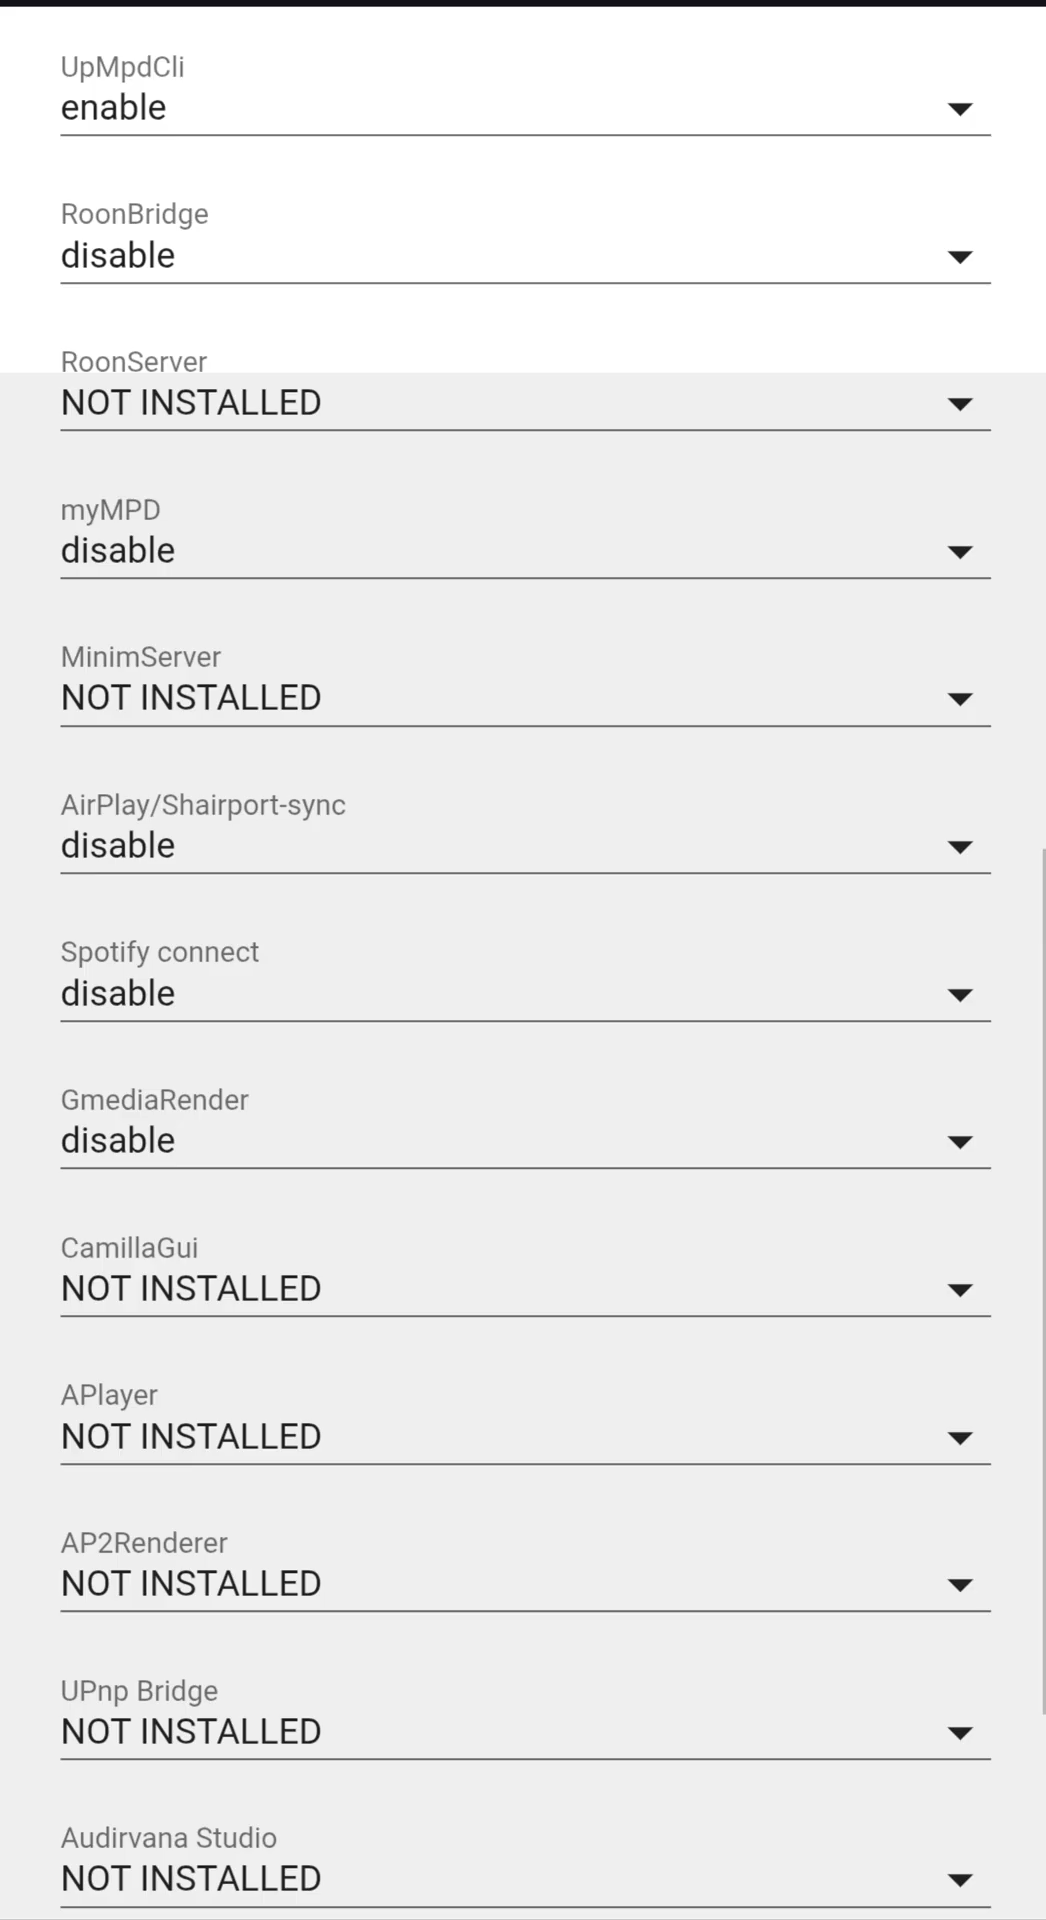 UpMpdCli
enable
RoonBridge
disable
RoonServer
NOT INSTALLED
myMPD
disable
MinimServer
NOT INSTALLED
AirPlay/Shairport-sync
disable
Spotify connect
disable
GmediaRender
disable
CamillaGui
NOT INSTALLED
APlayer
NOT INSTALLED
AP2Renderer
NOT INSTALLED
UPnp Bridge
NOT INSTALLED
Audirvana Studio
NOT INSTALLED